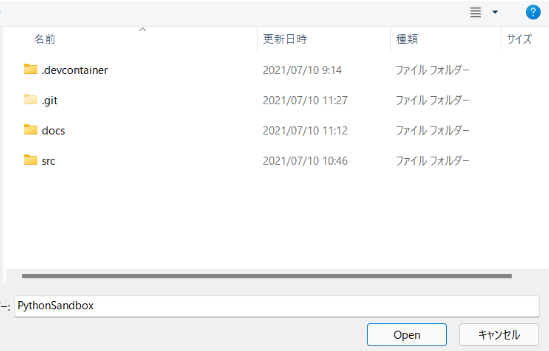 名前 更新日時 種類 サイズ
.devcontainer 2021/07/10 9:14 ファイル フォルダー
.git 2021/07/10 11:27 ファイル フォルダー
docs 2021/07/10 11:12 ファイル フォルダー
src 2021/07/10 10:46 ファイル フォルダー
ー: PythonSandbox
Open キャンセル